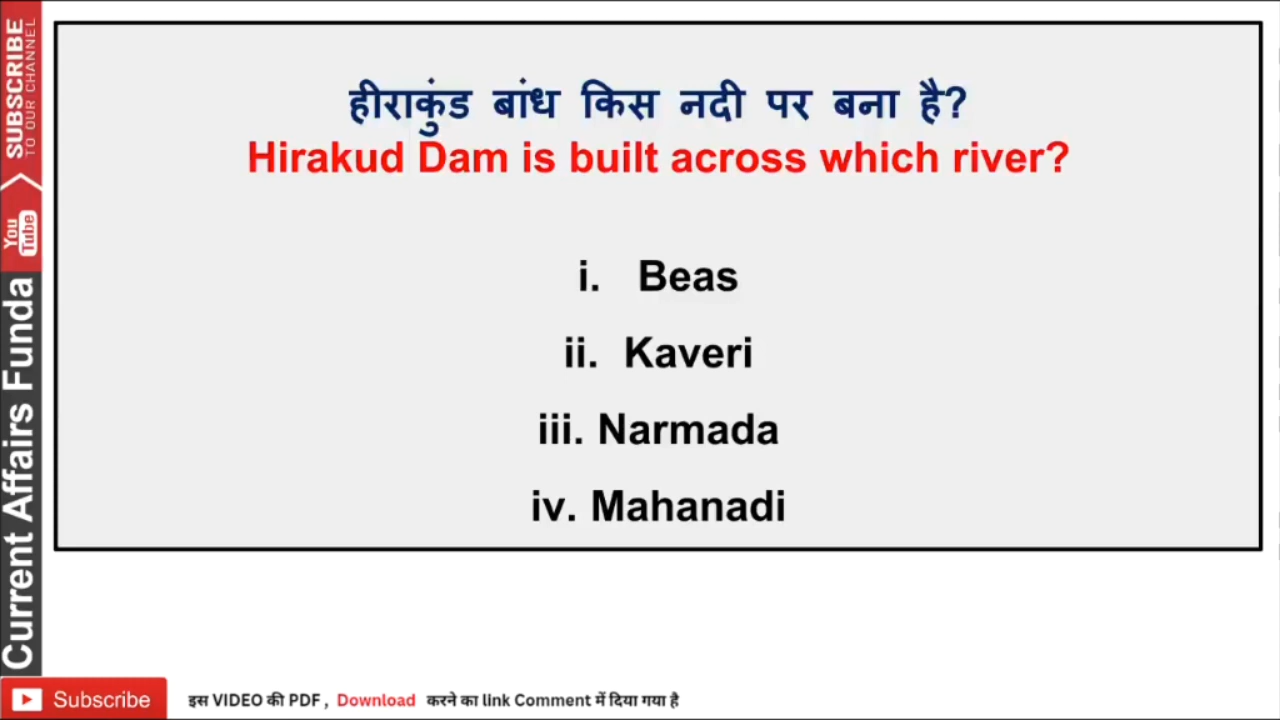 हीराकुंड बांध किस नदी पर बना है?
Hirakud Dam is built across which river?
i. Beas
ii. Kaveri
iii. Narmada
iv. Mahanadi
SUBSCRIBE
TO OUR CHANNEL
You
Tube
Current Affairs Funda
Subscribe
इस VIDEO की PDF , Download करने का link Comment में दिया गया है